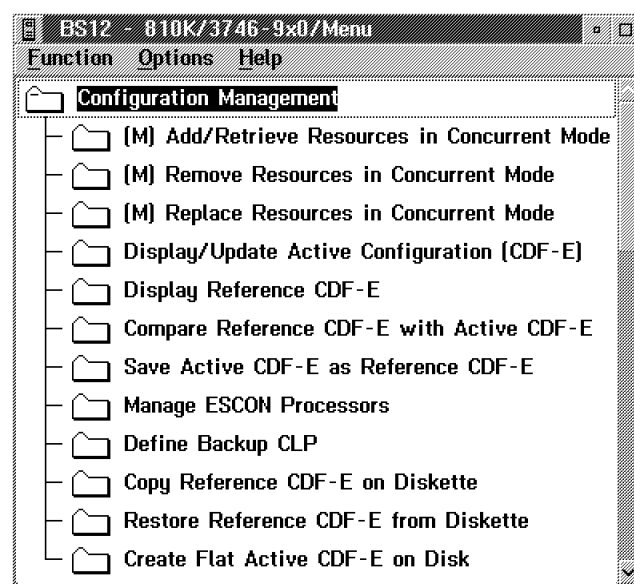 BS12 - 810K/3746-9x0/Menu
Function Options Help
Configuration Management
(M) Add/Retrieve Resources in Concurrent Mode
(M) Remove Resources in Concurrent Mode
(M) Replace Resources in Concurrent Mode
Display/Update Active Configuration (CDF-E)
Display Reference CDF-E
Compare Reference CDF-E with Active CDF-E
Save Active CDF-E as Reference CDF-E
Manage ESCON Processors
Define Backup CLP
Copy Reference CDF-E on Diskette
Restore Reference CDF-E from Diskette
Create Flat Active CDF-E on Disk